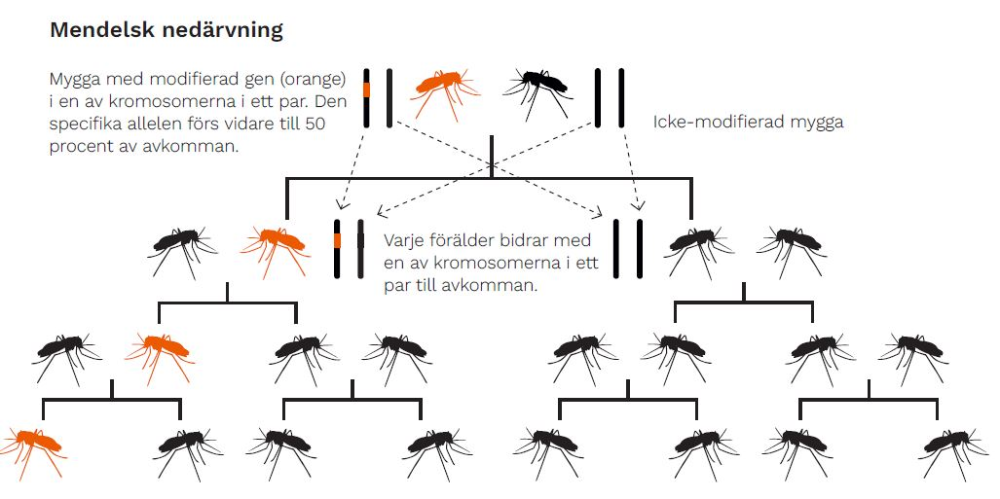 Mendelsk nedärvning
Mygga med modifierad gen (orange)
i en av kromosomerna i ett par. Den
specifika allelen förs vidare till 50
procent av avkomman.
Icke-modifierad mygga
Varje förälder bidrar med
en av kromosomerna i ett
par till avkomman.